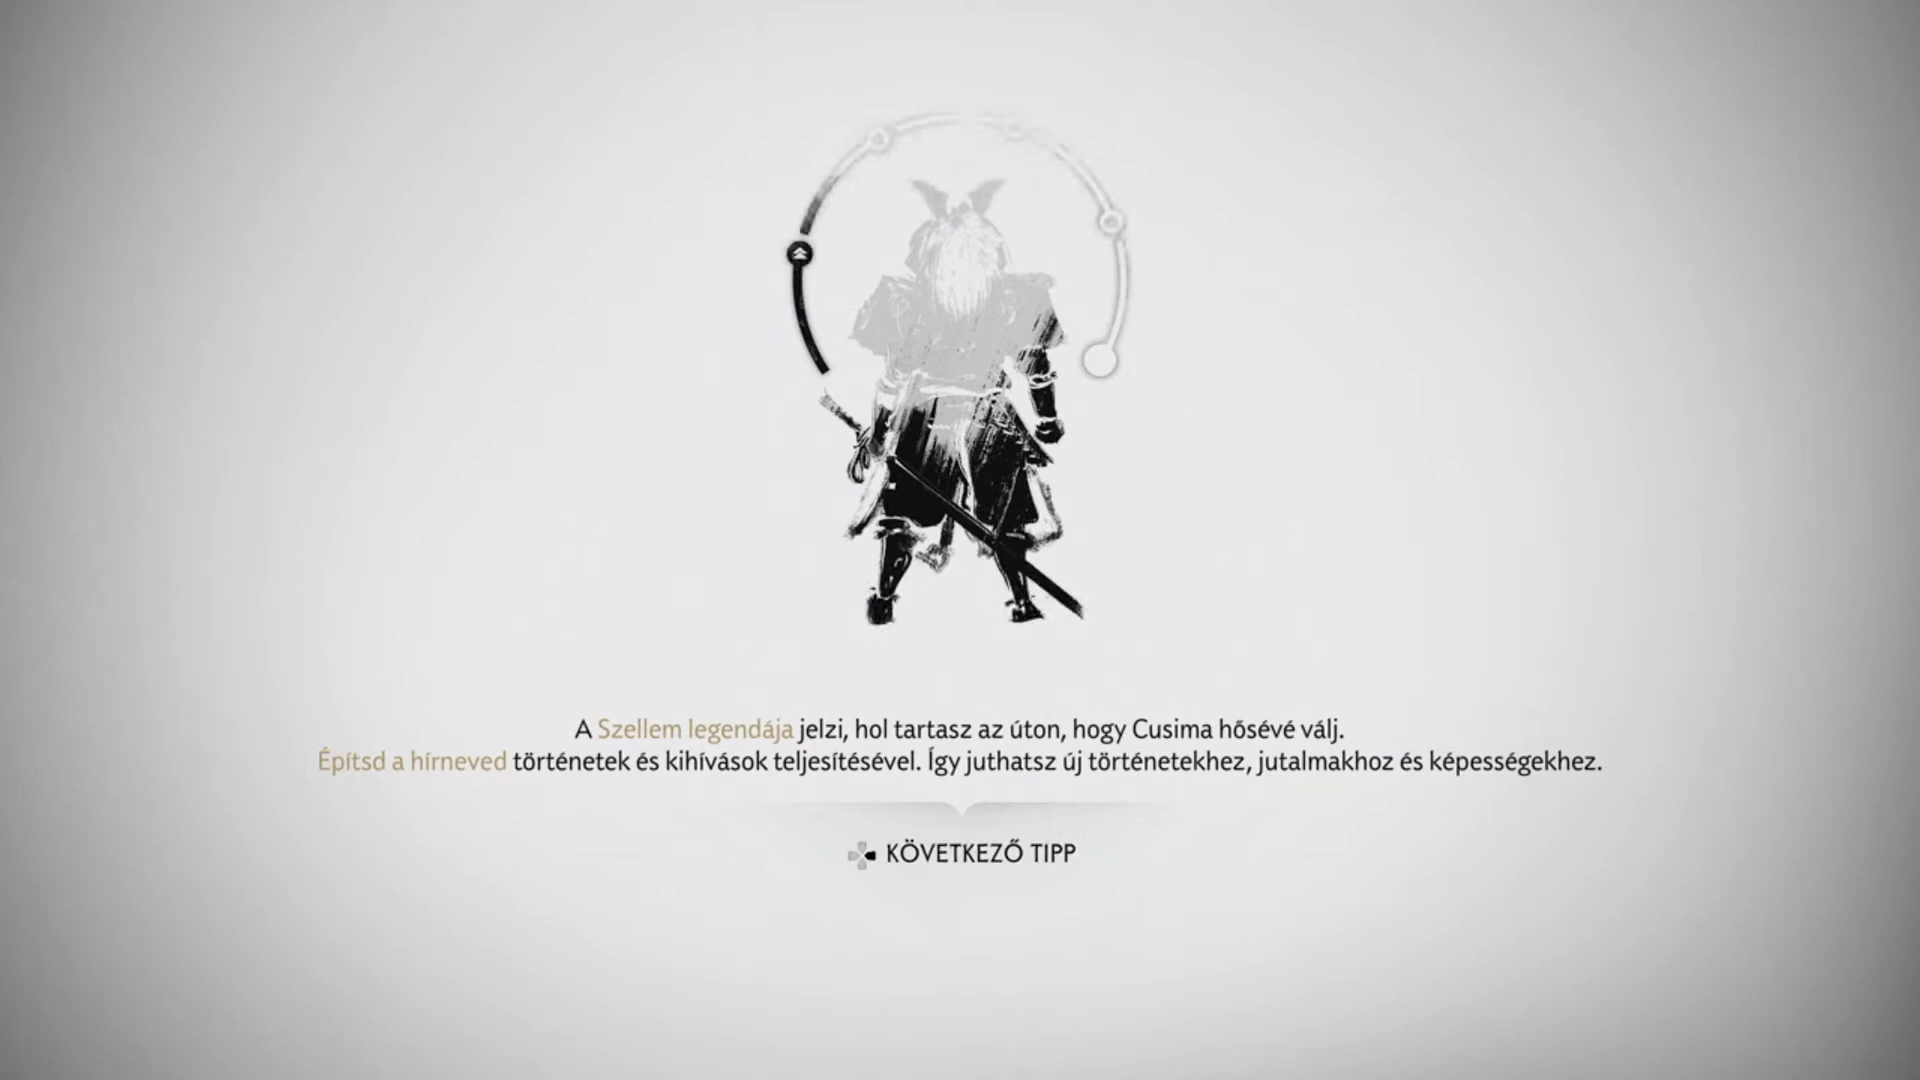 A Szellem legendája jelzi, hol tartasz az úton, hogy Cusima hősévé válj.
Építsd a hírneved történetek és kihívások teljesítésével. Így juthatsz új történetekhez, jutalmakhoz és képességekhez.
KÖVETKEZŐ TIPP